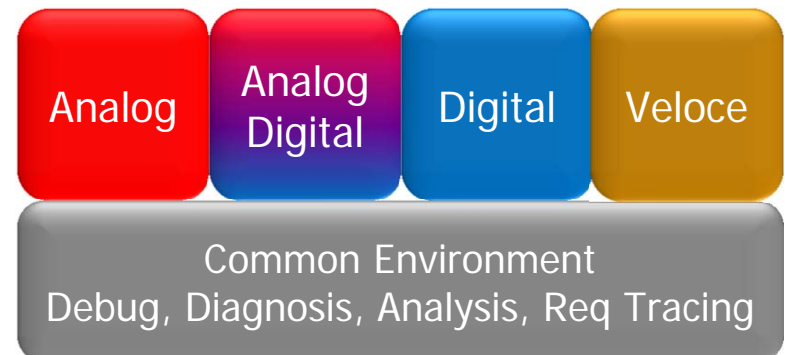 Analog
Analog
Digital
Digital
Veloce
Common Environment
Debug, Diagnosis, Analysis, Req Tracing